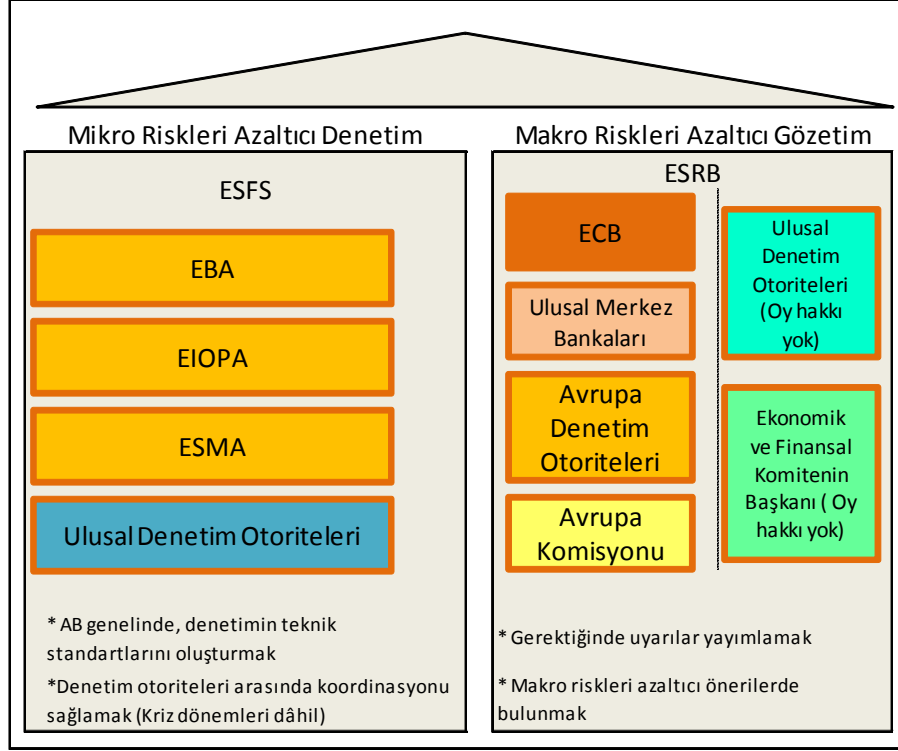 Mikro Riskleri Azaltıcı Denetim
ESFS
EBA
EIOPA
ESMA
Ulusal Denetim Otoriteleri
* AB genelinde, denetimin teknik
standartlarını oluşturmak
*Denetim otoriteleri arasında koordinasyonu
sağlamak (Kriz dönemleri dâhil)
Makro Riskleri Azaltıcı Gözetim
ESRB
ECB
Ulusal Merkez
Bankaları
Avrupa
Denetim
Otoriteleri
Avrupa
Komisyonu
Ulusal
Denetim
Otoriteleri
(Oy hakkı
yok)
Ekonomik
ve Finansal
Komitenin
Başkanı ( Oy
hakkı yok)
* Gerektiğinde uyarılar yayımlamak
* Makro riskleri azaltıcı önerilerde
bulunmak